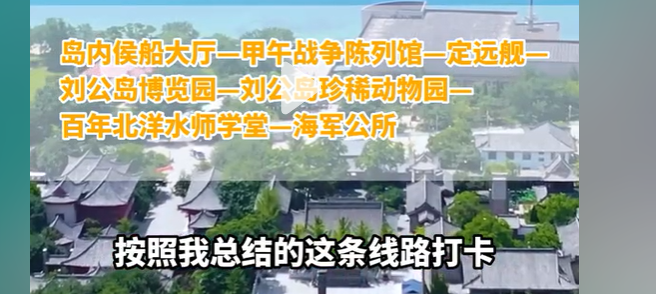 岛内侯船大厅—甲午战争陈列馆—定远舰—
刘公岛博览园—刘公岛珍稀动物园—
百年北洋水师学堂—海军公所
按照我总结的这条线路打卡